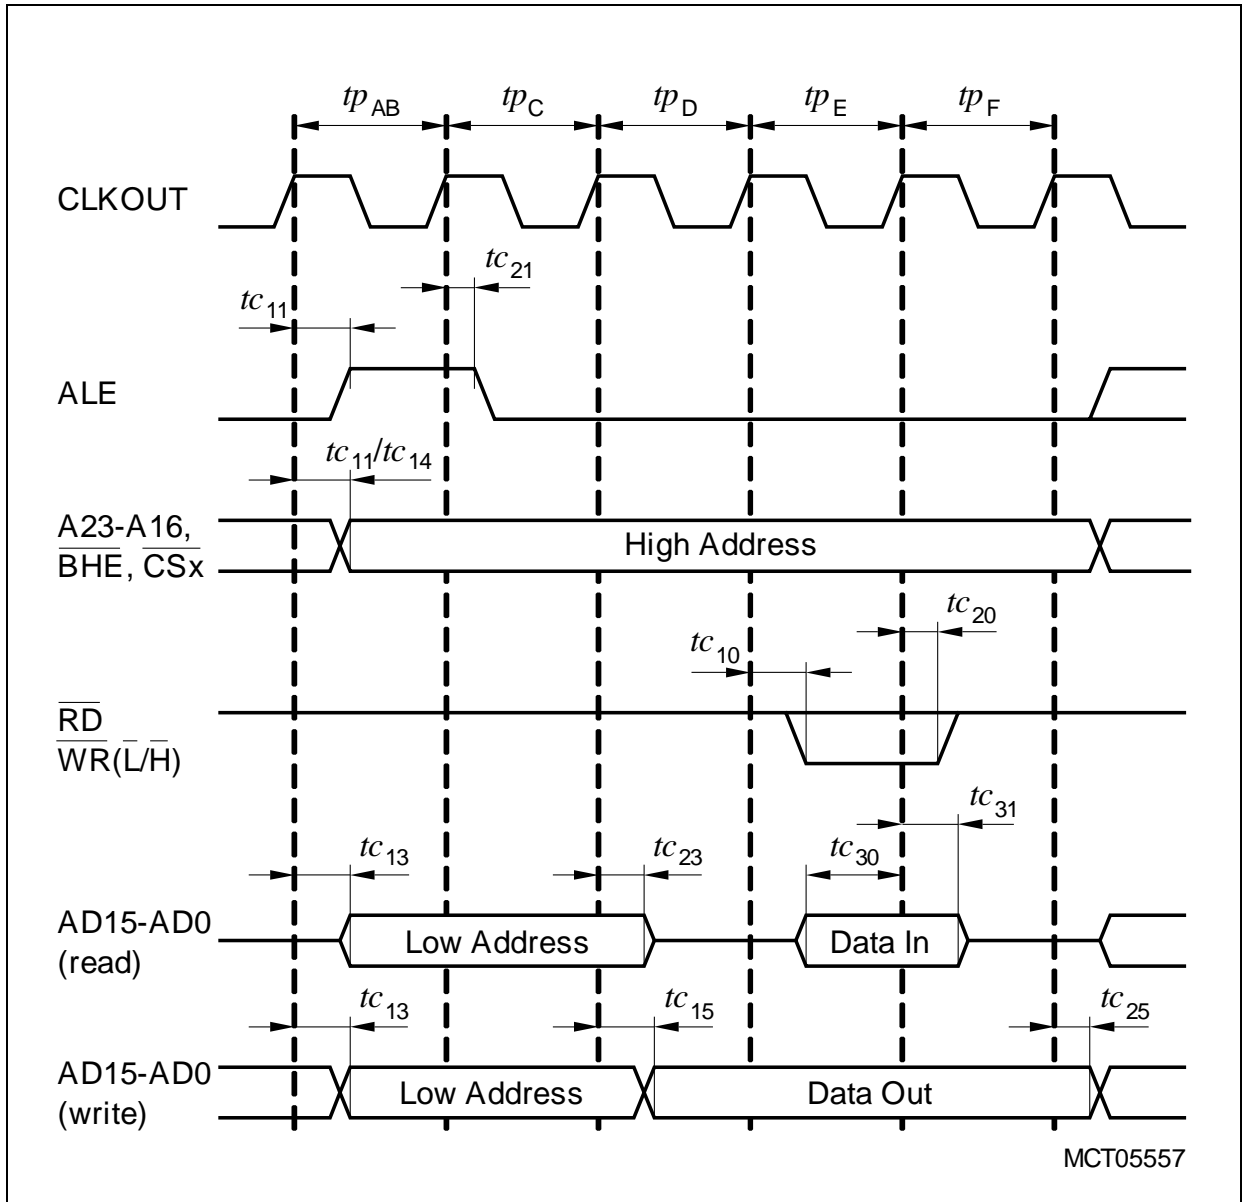 tpAB tpC tpD tpE tpF
CLKOUT
tc21
tc11
ALE
tc11/tc14
A23-A16,
BHE, CSx
High Address
tc20
tc10
RD
WR(L/H)
tc31
tc13 tc23 tc30
AD15-AD0
(read)
Low Address Data In
tc13 tc15 tc25
AD15-AD0
(write)
Low Address Data Out
MCT05557